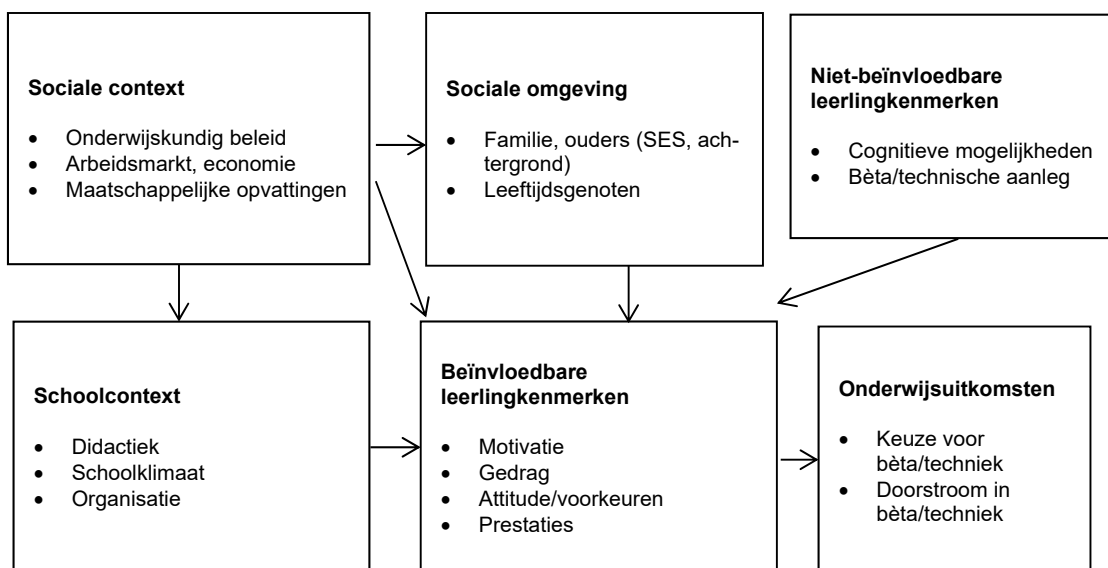 Sociale context
• Onderwijskundig beleid
• Arbeidsmarkt, economie
• Maatschappelijke opvattingen
Sociale omgeving
• Familie, ouders (SES, ach-
tergrond)
• Leeftijdsgenoten
Niet-beïnvloedbare
leerlingkenmerken
• Cognitieve mogelijkheden
• Bèta/technische aanleg
Schoolcontext
• Didactiek
• Schoolklimaat
• Organisatie
Beïnvloedbare
leerlingkenmerken
• Motivatie
• Gedrag
• Attitude/voorkeuren
• Prestaties
Onderwijsuitkomsten
• Keuze voor
bèta/techniek
• Doorstroom in
bèta/techniek